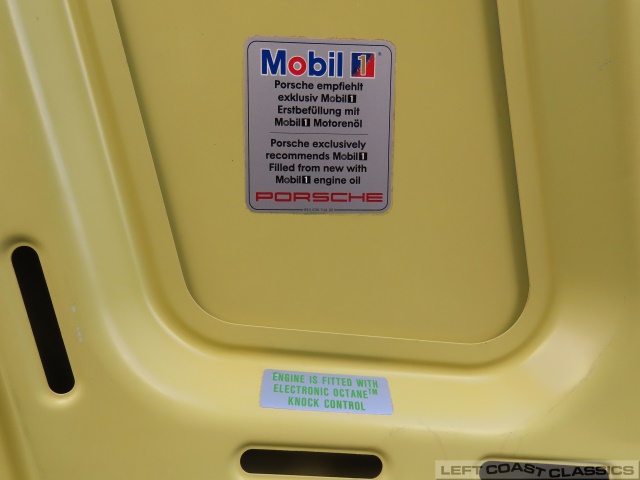 Mobil 1
Porsche empfiehlt
exklusiv Mobil 1
Erstbefüllung mit
Mobil 1 Motorenöl
Porsche exclusively
recommends Mobil 1
Filled from new with
Mobil 1 engine oil
PORSCHE
ENGINE IS FITTED WITH
ELECTRONIC OCTANE™
KNOCK CONTROL
LEFT COAST CLASSICS